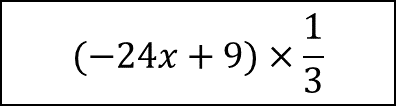 (−24x + 9) × 1/3